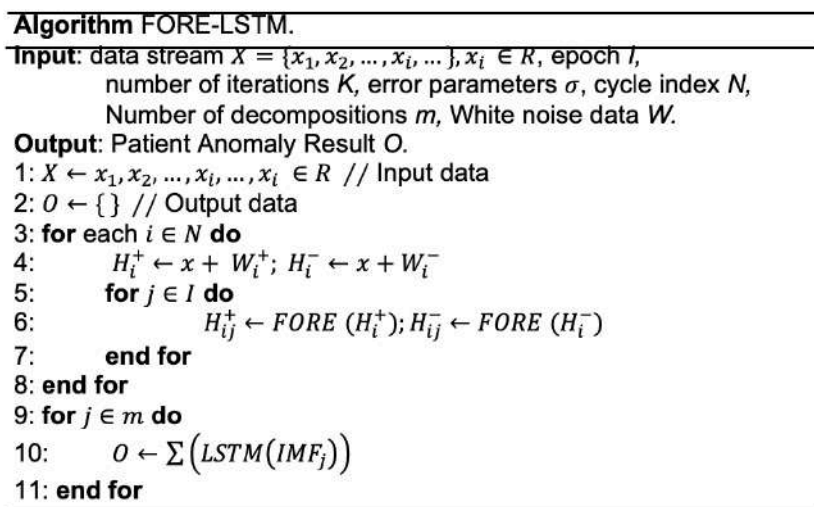 Algorithm FORE-LSTM.
Input: data stream X = {x₁, x₂, ..., xᵢ, ... }, xᵢ ∈ R, epoch I,
number of iterations K, error parameters σ, cycle index N,
Number of decompositions m, White noise data W.
Output: Patient Anomaly Result O.
1: X ← x₁, x₂, ..., xᵢ, ..., xᵢ ∈ R // Input data
2: O ← { } // Output data
3: for each i ∈ N do
4: Hᵢ⁺ ← x + Wᵢ⁺; Hᵢ⁻ ← x + Wᵢ⁻
5: for j ∈ I do
6: Hᵢⱼ⁺ ← FORE (Hᵢ⁺); Hᵢⱼ⁻ ← FORE (Hᵢ⁻)
7: end for
8: end for
9: for j ∈ m do
10: O ← Σ(LSTM(IMFⱼ))
11: end for